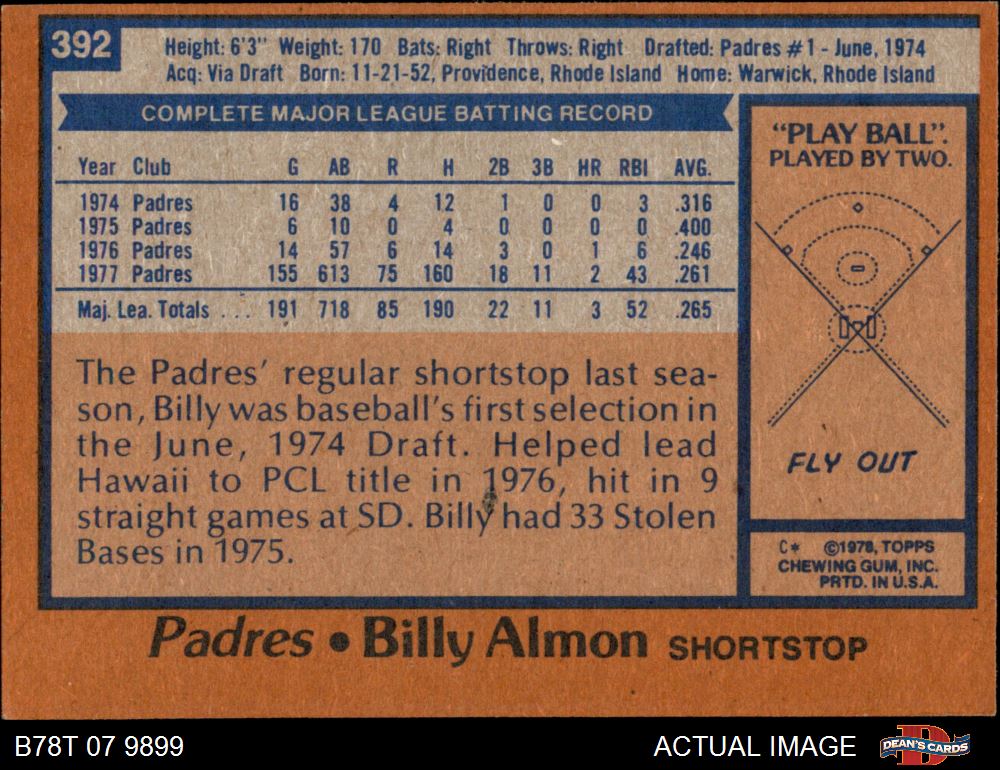 392
Height: 6'3" Weight: 170 Bats: Right Throws: Right Drafted: Padres #1 - June, 1974
Acq: Via Draft Born: 11-21-52, Providence, Rhode Island Home: Warwick, Rhode Island
COMPLETE MAJOR LEAGUE BATTING RECORD
Year Club G AB R H 2B 3B HR RBI AVG.
1974 Padres 16 38 4 12 1 0 0 3 .316
1975 Padres 6 10 0 4 0 0 0 0 .400
1976 Padres 14 57 6 14 3 0 1 6 .246
1977 Padres 155 613 75 160 18 11 2 43 .261
Maj. Lea. Totals . . . 191 718 85 190 22 11 3 52 .265
The Padres' regular shortstop last sea-
son, Billy was baseball's first selection in
the June, 1974 Draft. Helped lead
Hawaii to PCL title in 1976, hit in 9
straight games at SD. Billy had 33 Stolen
Bases in 1975.
"PLAY BALL".
PLAYED BY TWO.
FLY OUT
C* ©1978, TOPPS
CHEWING GUM, INC.
PRTD. IN U.S.A.
Padres • Billy Almon SHORTSTOP
B78T 07 9899
ACTUAL IMAGE
DEAN'S CARDS